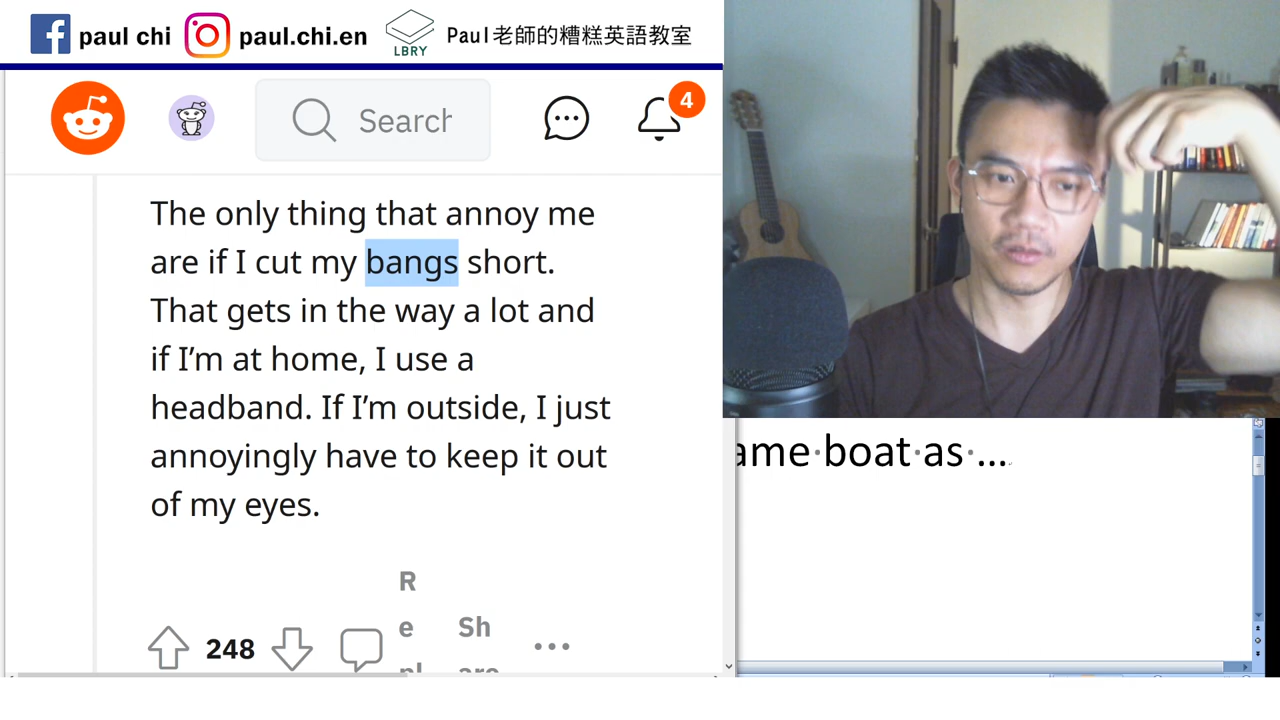 paul chi
paul.chi.en
LBRY
Paul老師的糟糕英語教室
Search
4
The only thing that annoy me
are if I cut my bangs short.
That gets in the way a lot and
if I’m at home, I use a
headband. If I’m outside, I just
annoyingly have to keep it out
of my eyes.
248
R
e
pl
Sh
are
ame boat as ...